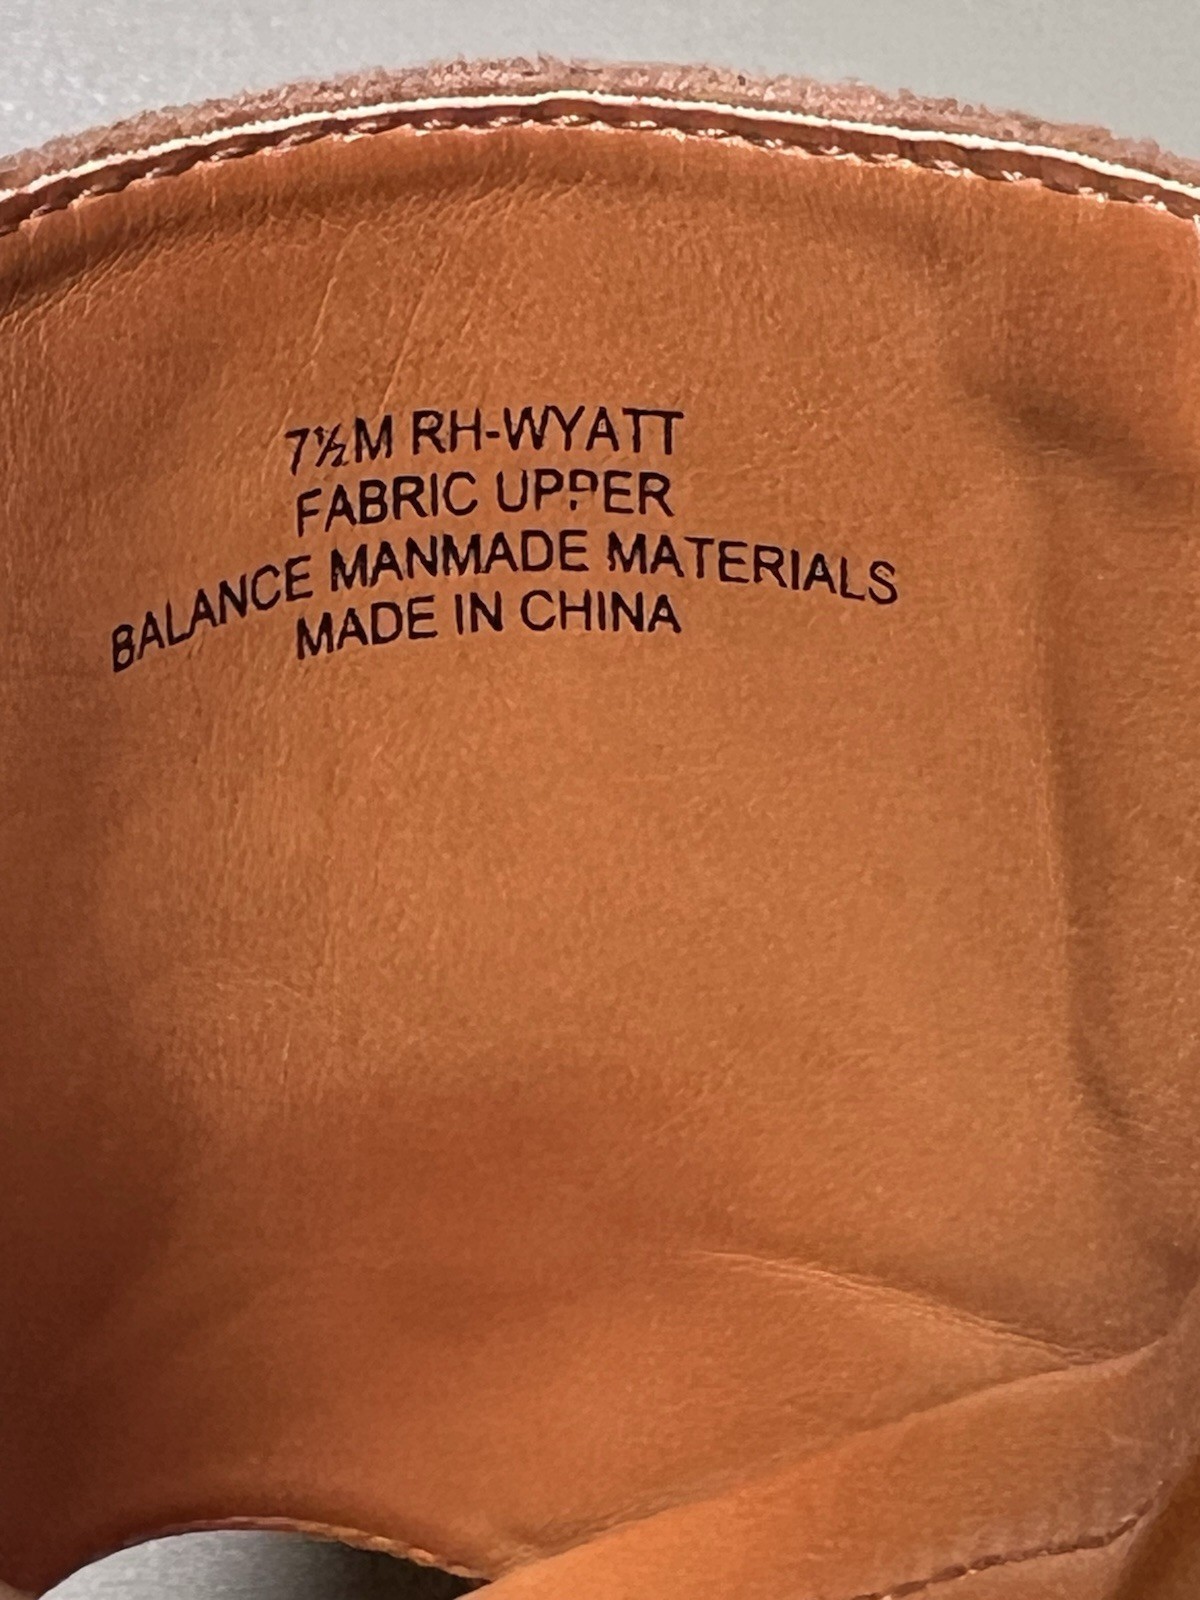 7½M RH-WYATT
FABRIC UPPER
BALANCE MANMADE MATERIALS
MADE IN CHINA